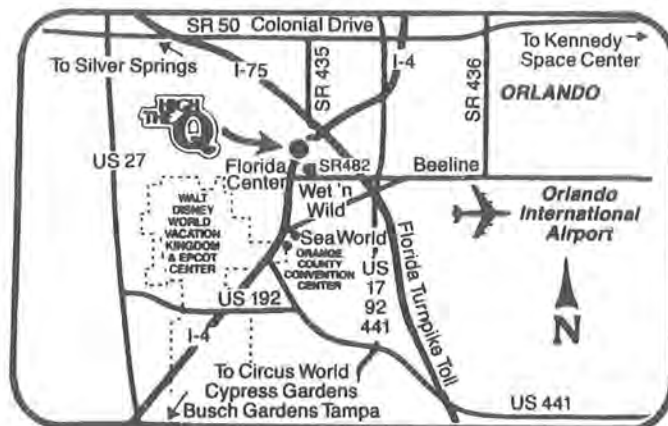 SR 50 Colonial Drive
To Silver Springs
I-75
SR 435
I-4
SR 436
To Kennedy
Space Center
ORLANDO
THE
HIGH
Q
US 27
Florida
Center
SR482
Beeline
Wet 'n
Wild
WALT
DISNEY
WORLD
VACATION
KINGDOM
& EPCOT
CENTER
Sea World
ORANGE
COUNTY
CONVENTION
CENTER
Orlando
International
Airport
US
17
92
441
Florida Turnpike Toll
US 192
I-4
N
To Circus World
Cypress Gardens
Busch Gardens Tampa
US 441